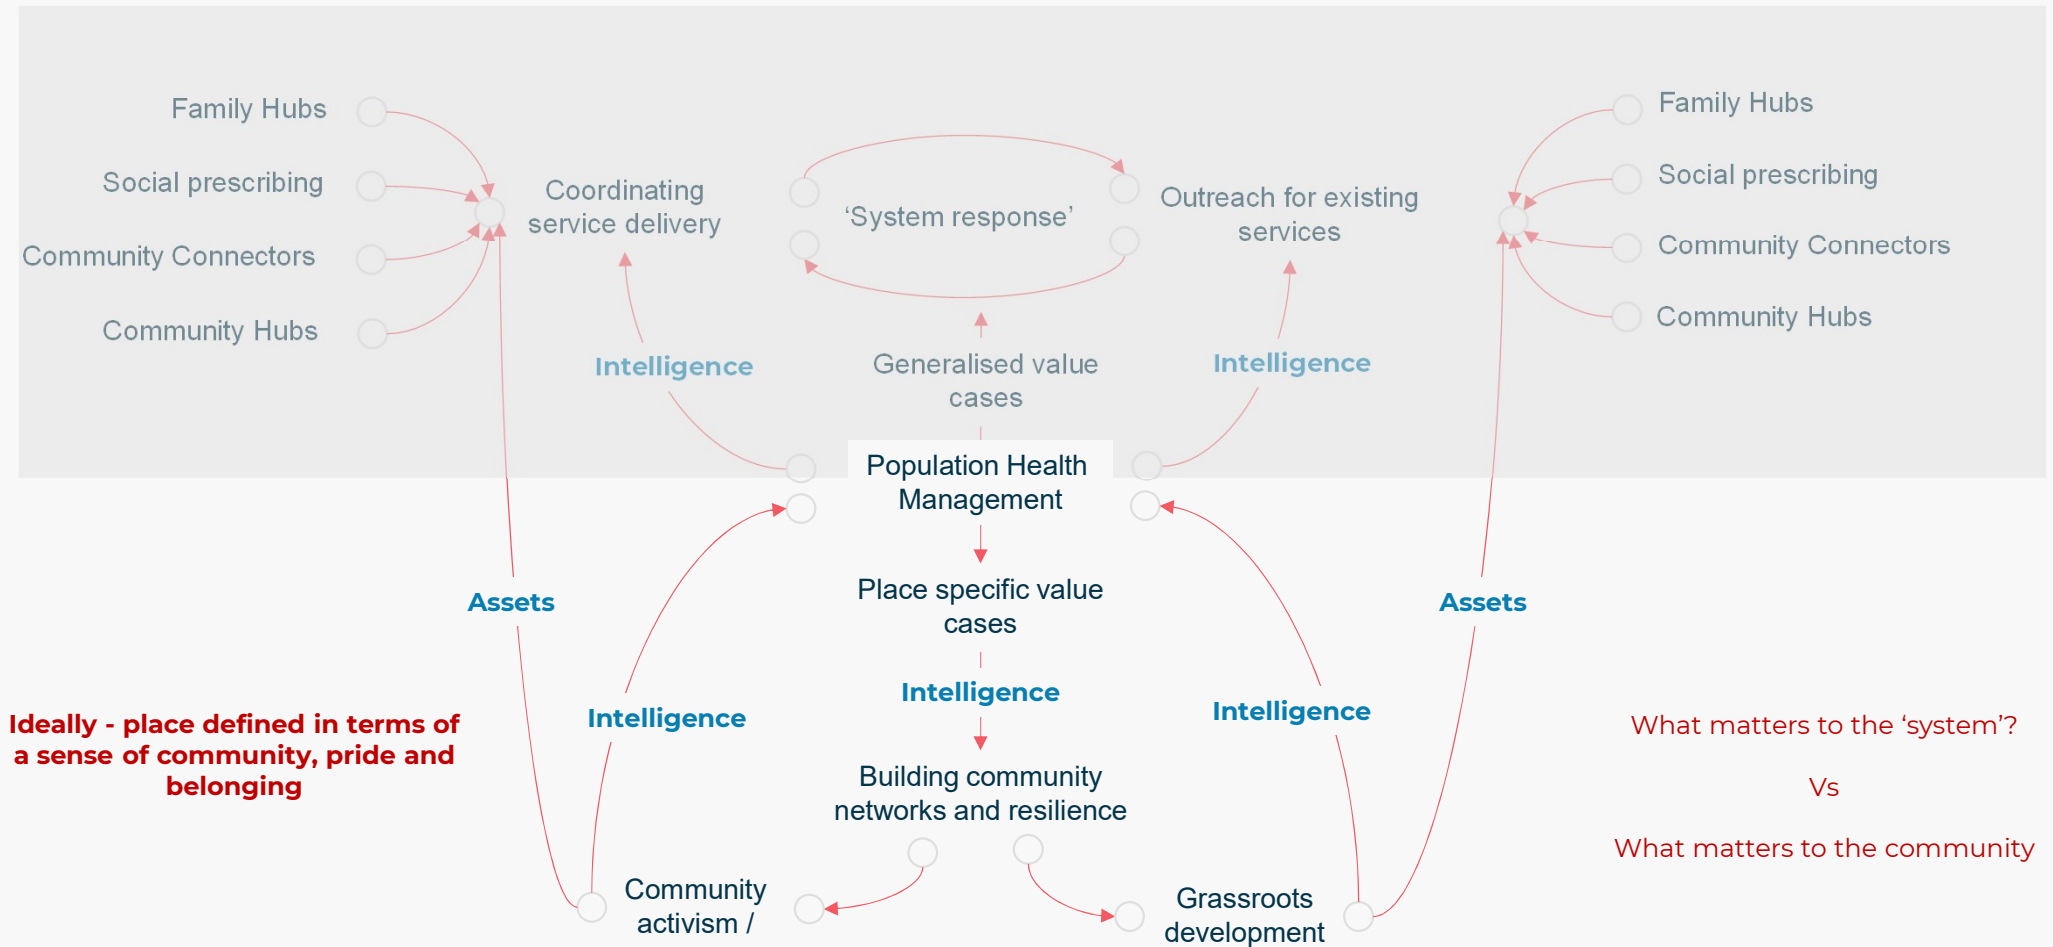 Family Hubs
Social prescribing
Community Connectors
Community Hubs
Coordinating
service delivery
‘System response’
Outreach for existing
services
Family Hubs
Social prescribing
Community Connectors
Community Hubs
Intelligence
Generalised value
cases
Intelligence
Population Health
Management
Assets
Place specific value
cases
Assets
Intelligence
Intelligence
Intelligence
Ideally - place defined in terms of
a sense of community, pride and
belonging
What matters to the ‘system’?
Vs
What matters to the community
Building community
networks and resilience
Community
activism /
Grassroots
development